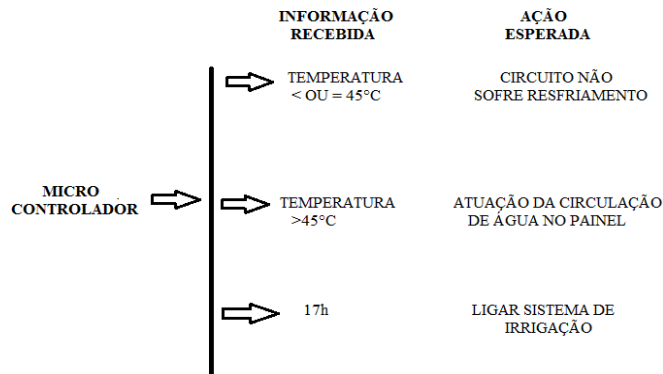 INFORMAÇÃO
RECEBIDA
AÇÃO
ESPERADA
TEMPERATURA
< OU = 45°C
CIRCUITO NÃO
SOFRE RESFRIAMENTO
MICRO
CONTROLADOR
TEMPERATURA
>45°C
ATUAÇÃO DA CIRCULAÇÃO
DE ÁGUA NO PAINEL
17h
LIGAR SISTEMA DE
IRRIGAÇÃO